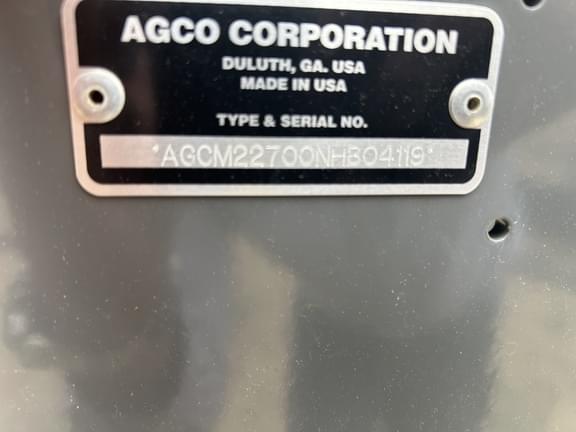 AGCO CORPORATION
DULUTH, GA. USA
MADE IN USA
TYPE & SERIAL NO.
*AGCM22700NHB04119*